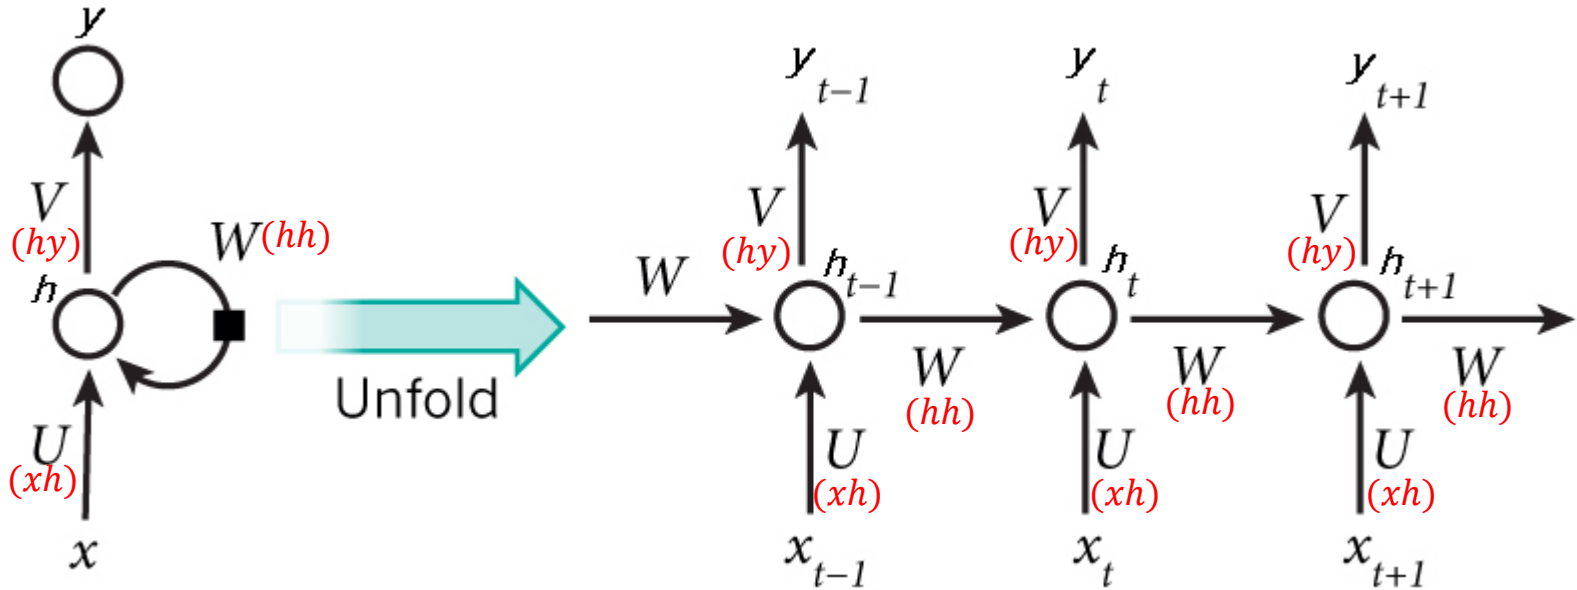 y
V
(hy)
W(hh)
h
U
(xh)
x
Unfold
W
y t−1
V
(hy)
h t−1
W
(hh)
U
(xh)
x t−1
y t
V
(hy)
h t
W
(hh)
U
(xh)
x t
y t+1
V
(hy)
h t+1
W
(hh)
U
(xh)
x t+1